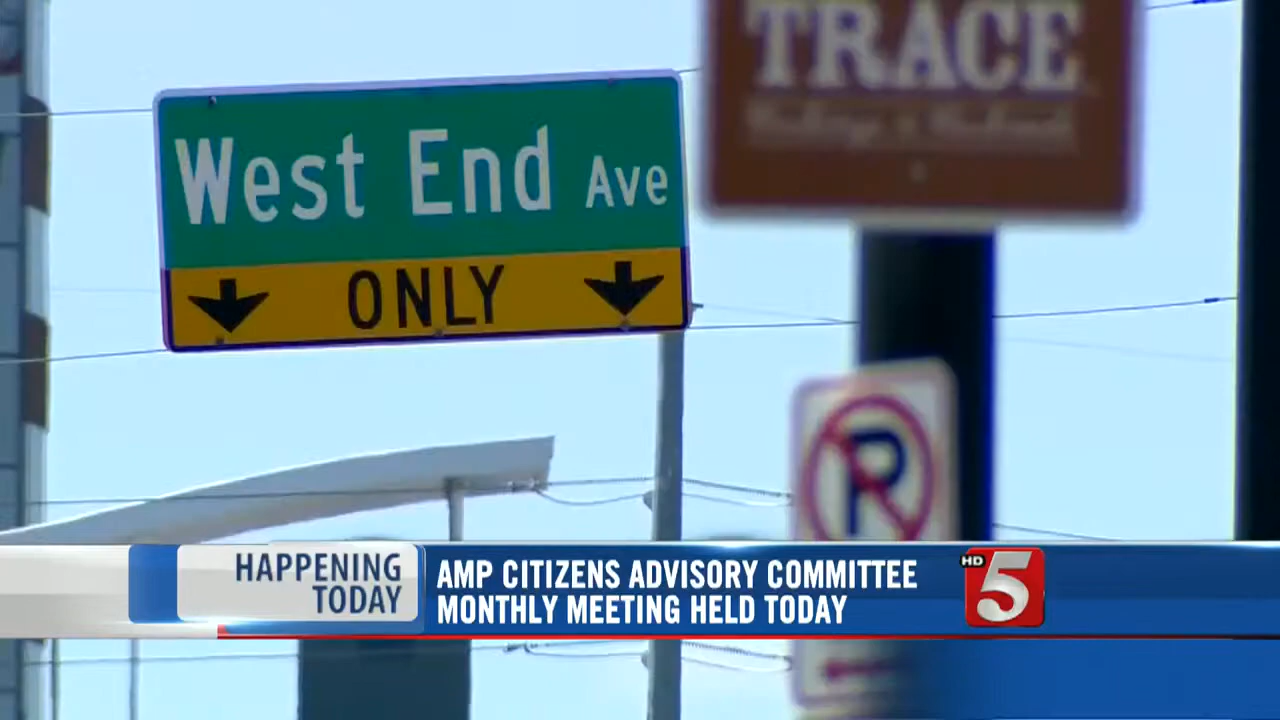 TRACE
West End Ave
ONLY
P
HAPPENING
TODAY
AMP CITIZENS ADVISORY COMMITTEE
MONTHLY MEETING HELD TODAY
HD 5